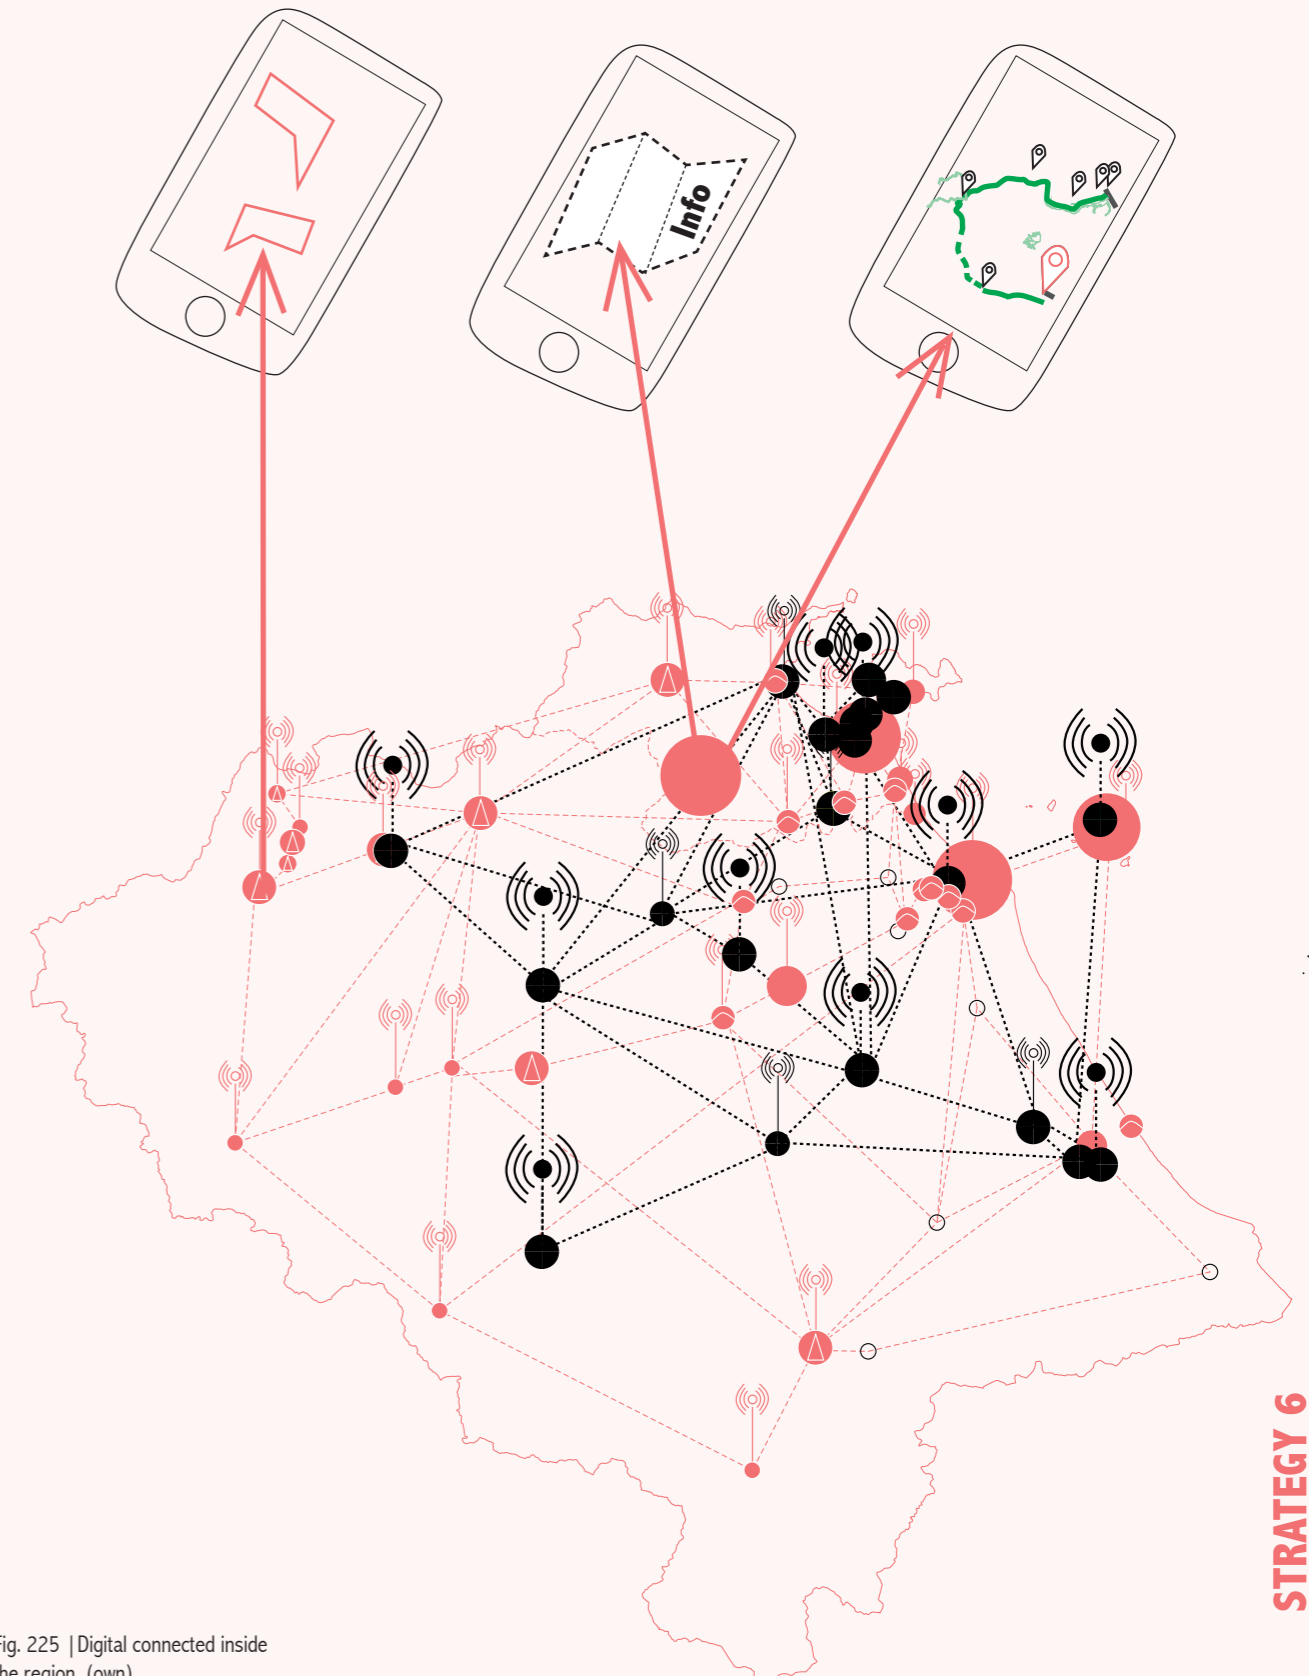 Info
STRATEGY 6
Fig. 225 | Digital connected inside
the region (own)